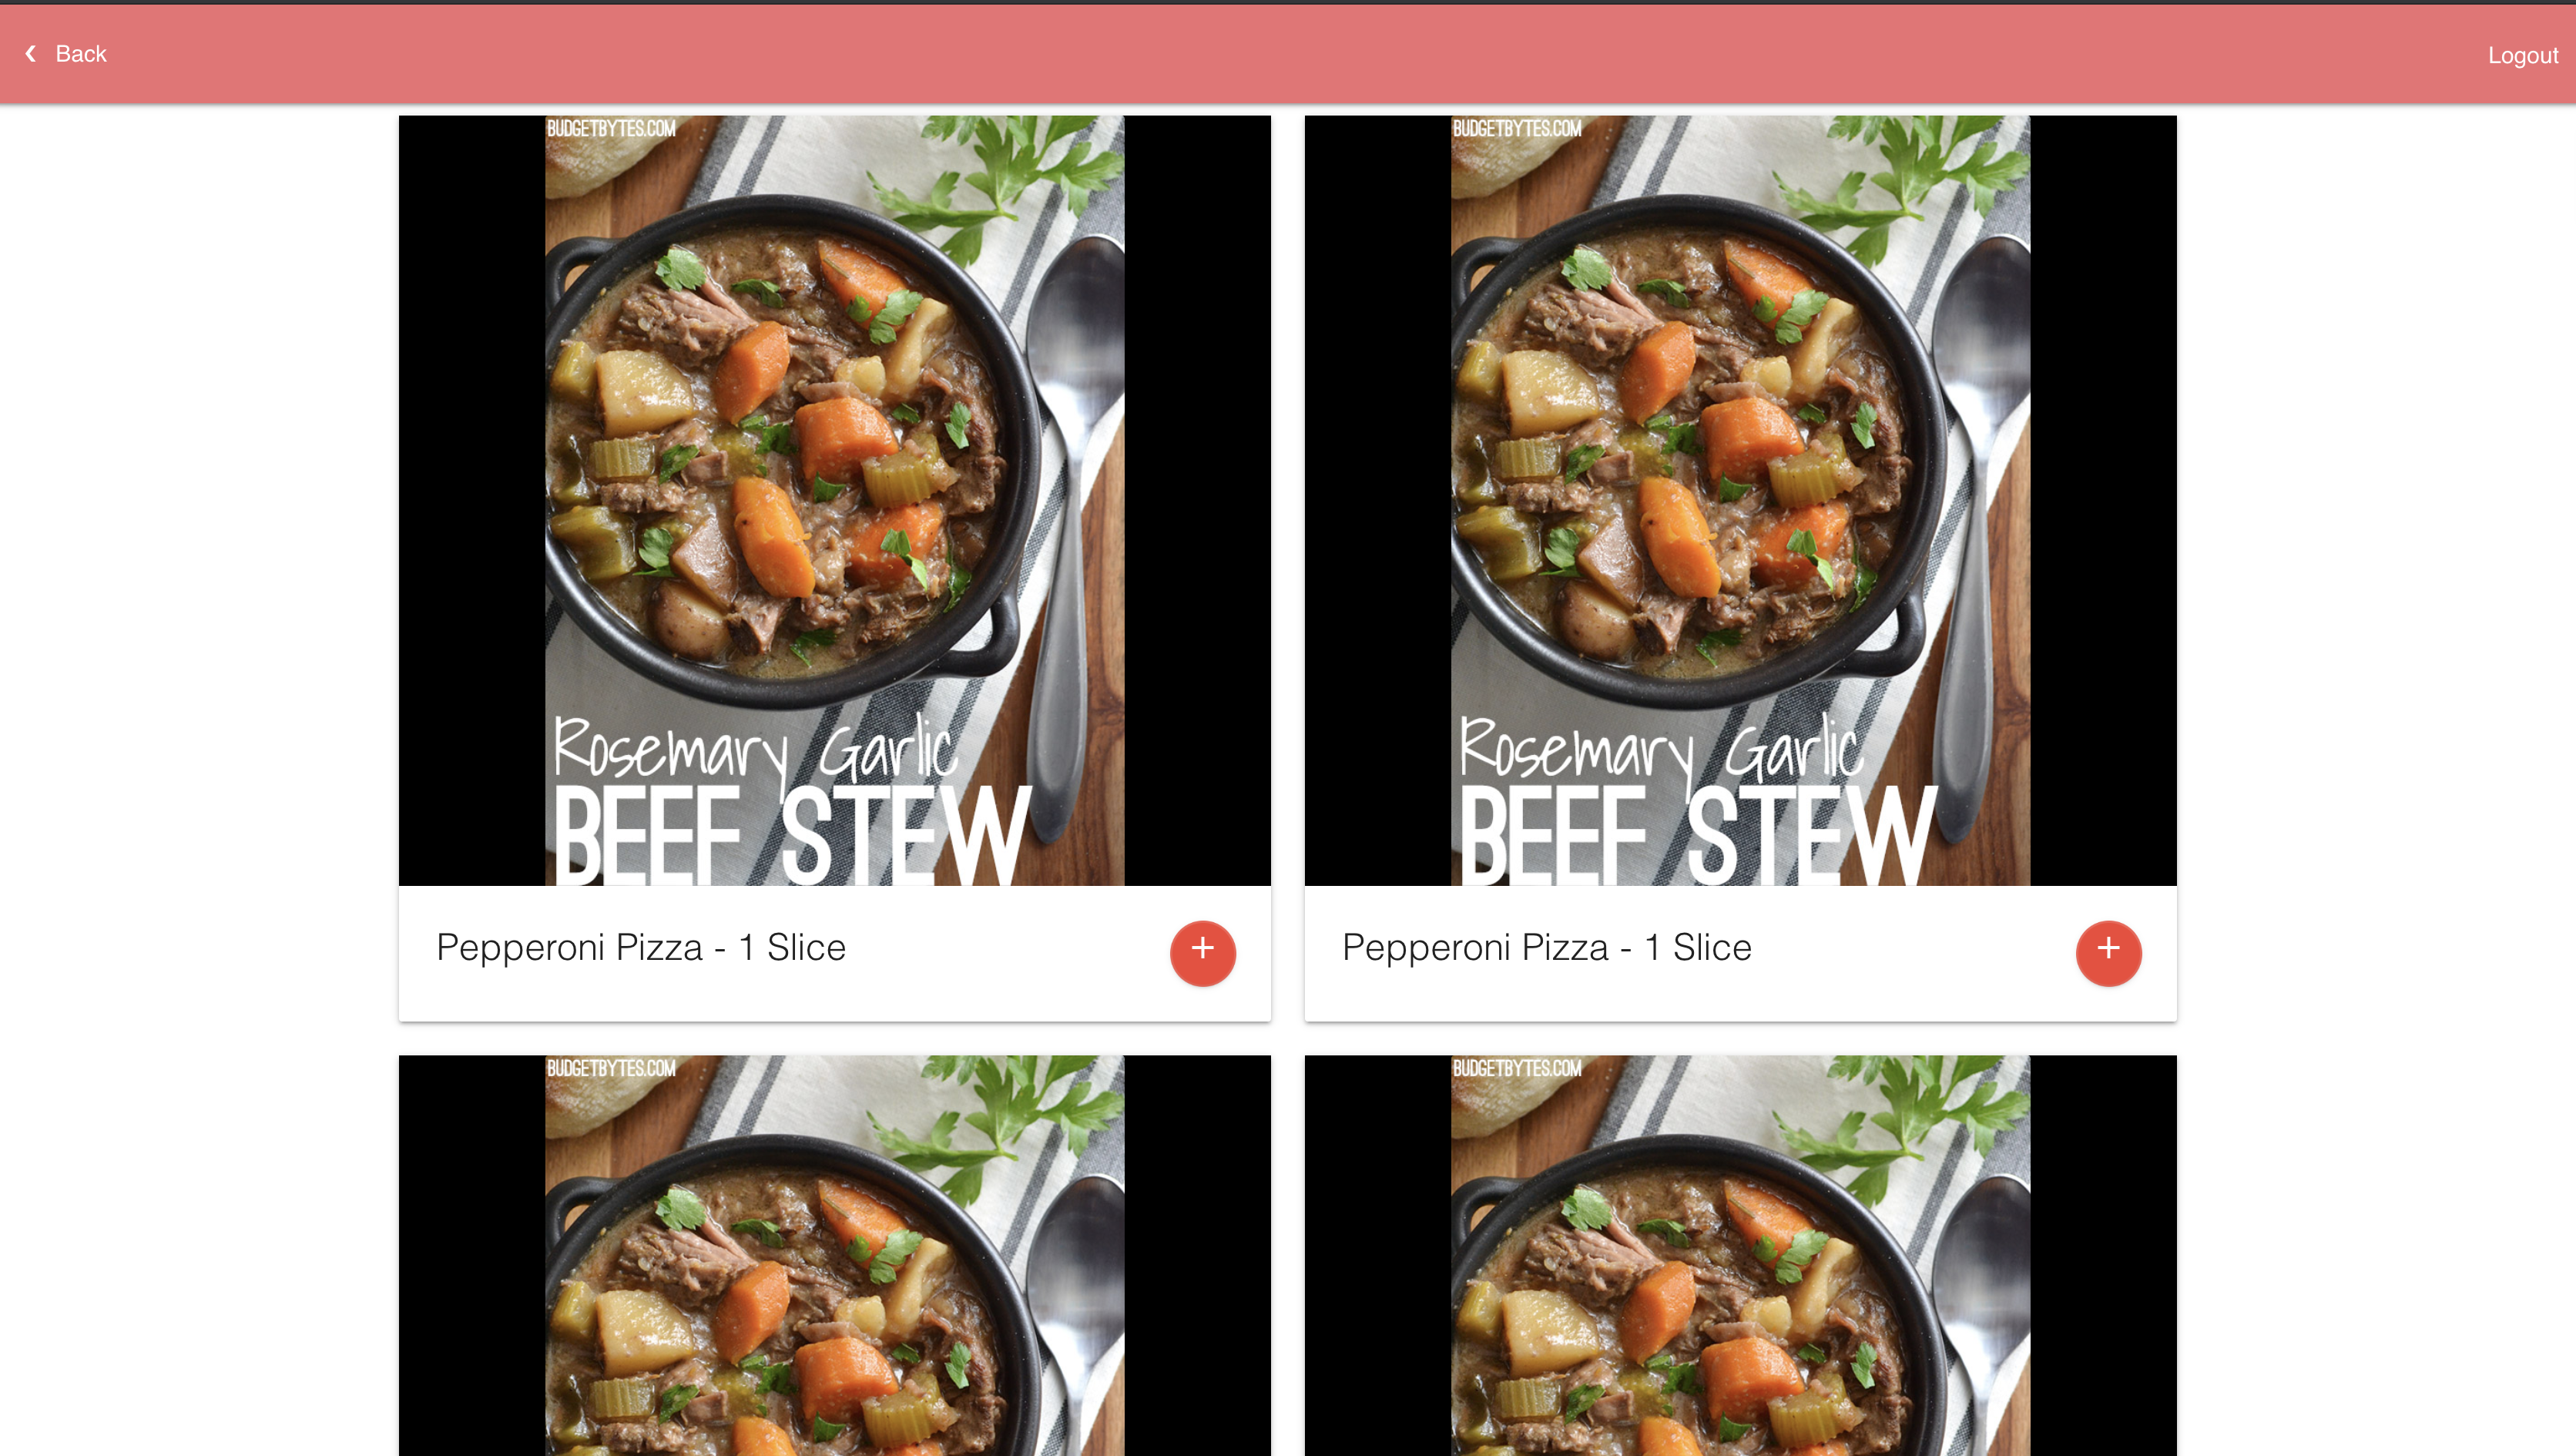 Back
Logout
BUDGETBYTES.COM
BUDGETBYTES.COM
Rosemary Garlic
BEEF STEW
Rosemary Garlic
BEEF STEW
Pepperoni Pizza - 1 Slice
+
Pepperoni Pizza - 1 Slice
+
BUDGETBYTES.COM
BUDGETBYTES.COM